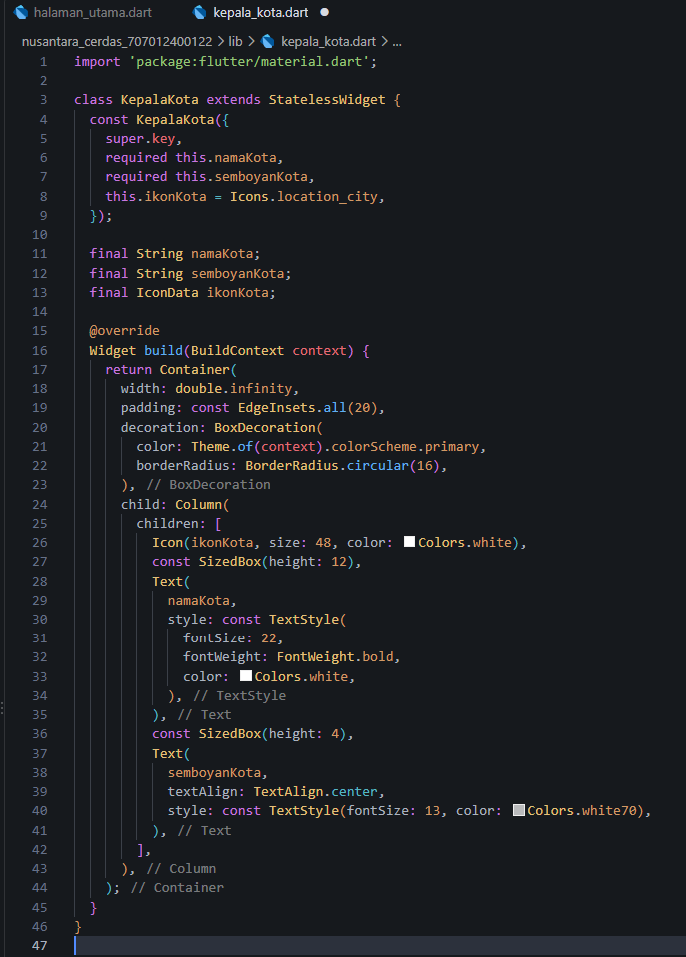 halaman_utama.dart kepala_kota.dart
nusantara_cerdas_707012400122 > lib > kepala_kota.dart > ...
1 import 'package:flutter/material.dart';
2
3 class KepalaKota extends StatelessWidget {
4   const KepalaKota({
5     super.key,
6     required this.namaKota,
7     required this.semboyanKota,
8     this.ikonKota = Icons.location_city,
9   });
10
11   final String namaKota;
12   final String semboyanKota;
13   final IconData ikonKota;
14
15   @override
16   Widget build(BuildContext context) {
17     return Container(
18       width: double.infinity,
19       padding: const EdgeInsets.all(20),
20       decoration: BoxDecoration(
21         color: Theme.of(context).colorScheme.primary,
22         borderRadius: BorderRadius.circular(16),
23       ), // BoxDecoration
24       child: Column(
25         children: [
26           Icon(ikonKota, size: 48, color: Colors.white),
27           const SizedBox(height: 12),
28           Text(
29             namaKota,
30             style: const TextStyle(
31               fontSize: 22,
32               fontWeight: FontWeight.bold,
33               color: Colors.white,
34             ), // TextStyle
35           ), // Text
36           const SizedBox(height: 4),
37           Text(
38             semboyanKota,
39             textAlign: TextAlign.center,
40             style: const TextStyle(fontSize: 13, color: Colors.white70),
41           ), // Text
42         ],
43       ), // Column
44     ); // Container
45   }
46 }
47